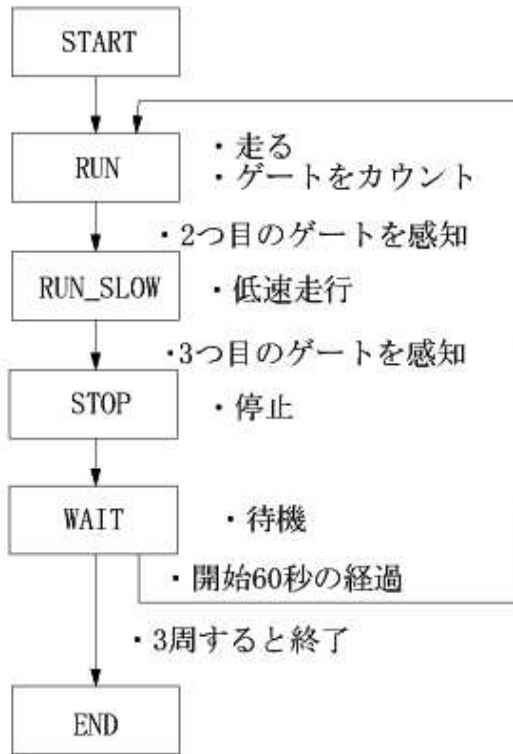 START
RUN
・走る
・ゲートをカウント
・2つ目のゲートを感知
RUN_SLOW
・低速走行
・3つ目のゲートを感知
STOP
・停止
WAIT
・待機
・開始60秒の経過
・3周すると終了
END